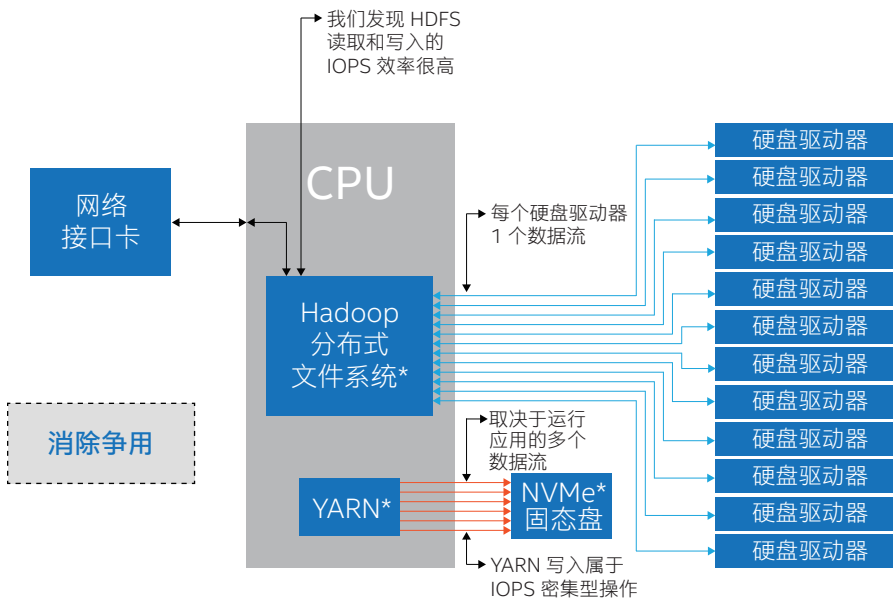 我们发现 HDFS
读取和写入的
IOPS 效率很高
CPU
网络
接口卡
每个硬盘驱动器
1 个数据流
Hadoop
分布式
文件系统*
消除争用
取决于运行
应用的多个
数据流
YARN*
NVMe*
固态盘
YARN 写入属于
IOPS 密集型操作
硬盘驱动器
硬盘驱动器
硬盘驱动器
硬盘驱动器
硬盘驱动器
硬盘驱动器
硬盘驱动器
硬盘驱动器
硬盘驱动器
硬盘驱动器
硬盘驱动器
硬盘驱动器